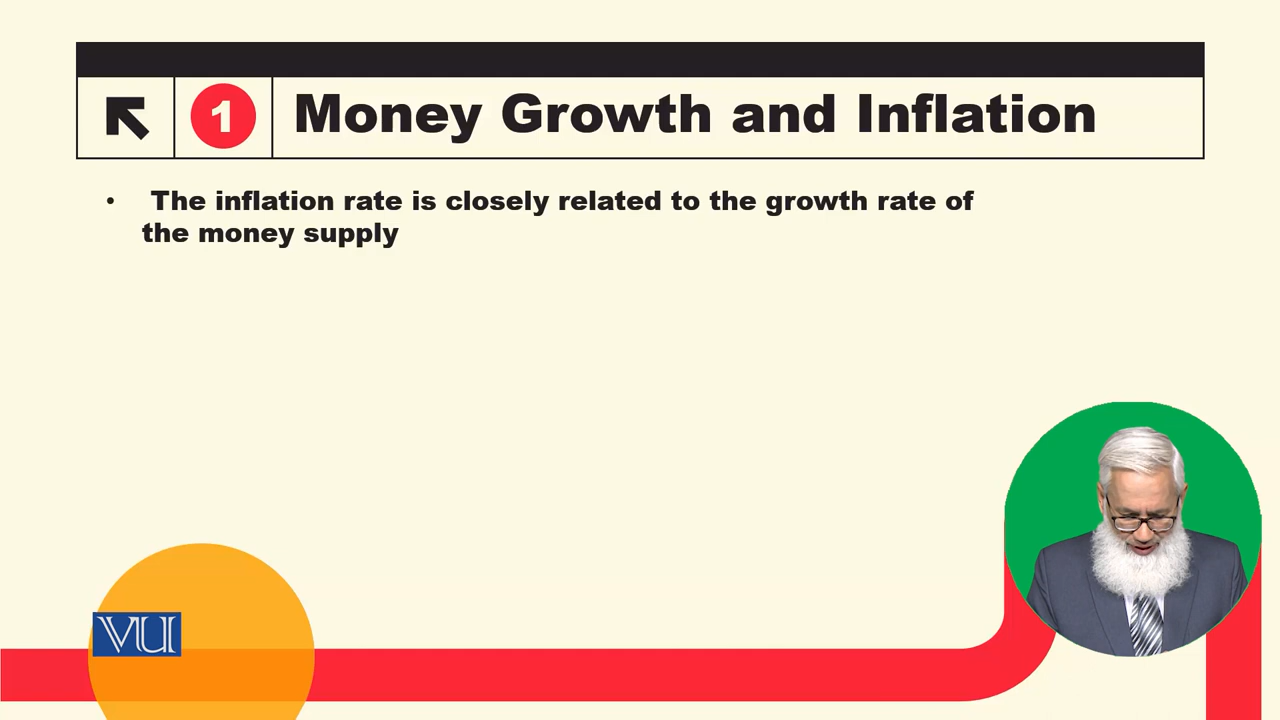 1 Money Growth and Inflation
• The inflation rate is closely related to the growth rate of
the money supply
VU